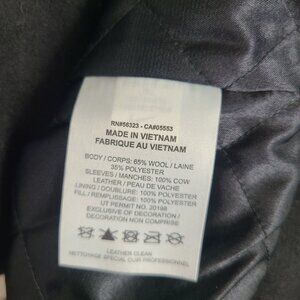 RN#56323 - CA#05553
MADE IN VIETNAM
FABRIQUE AU VIETNAM
BODY / CORPS: 65% WOOL / LAINE
35% POLYESTER
SLEEVES / MANCHES: 100% COW
LEATHER / PEAU DE VACHE
LINING / DOUBLURE: 100% POLYESTER
FILL / REMPLISSAGE: 100% POLYESTER
UT PERMIT NO. 20188
EXCLUSIVE OF DECORATION /
DECORATION NON COMPRISE
LEATHER CLEAN
NETTOYAGE SPECIAL CUIR PROFESSIONNEL